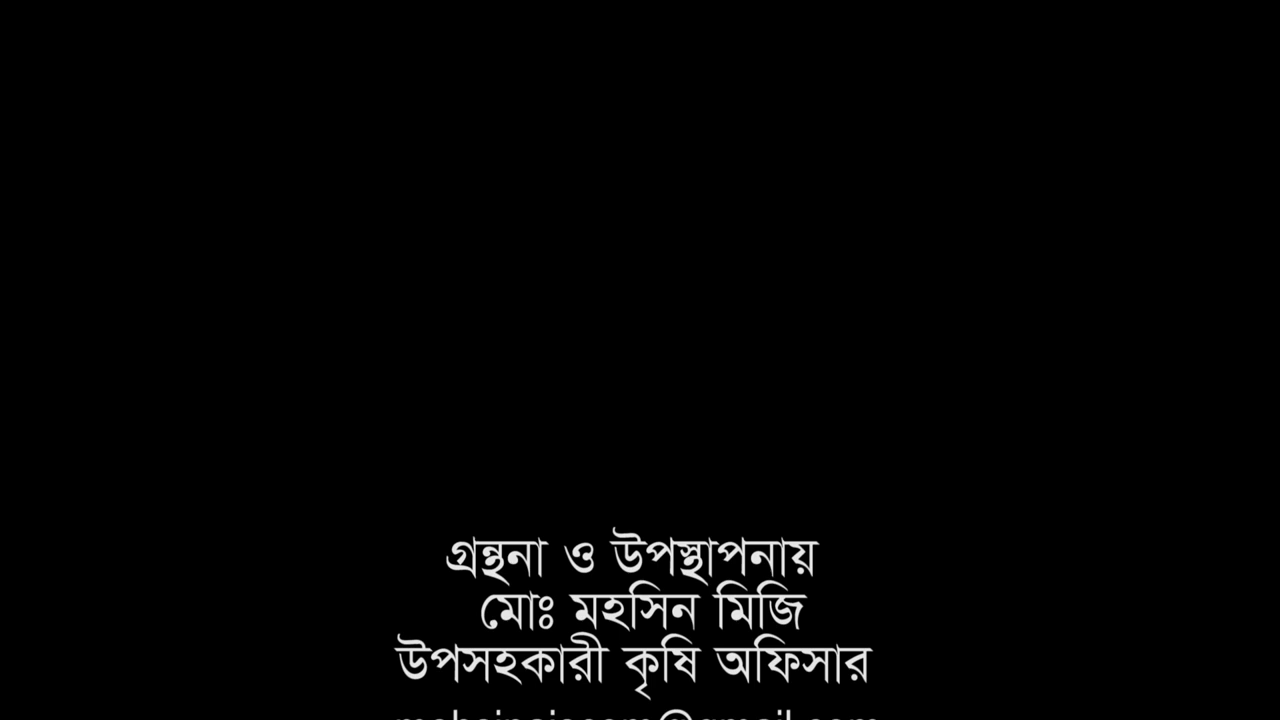 গ্রন্থনা ও উপস্থাপনায়
মোঃ মহসিন মিজি
উপসহকারী কৃষি অফিসার